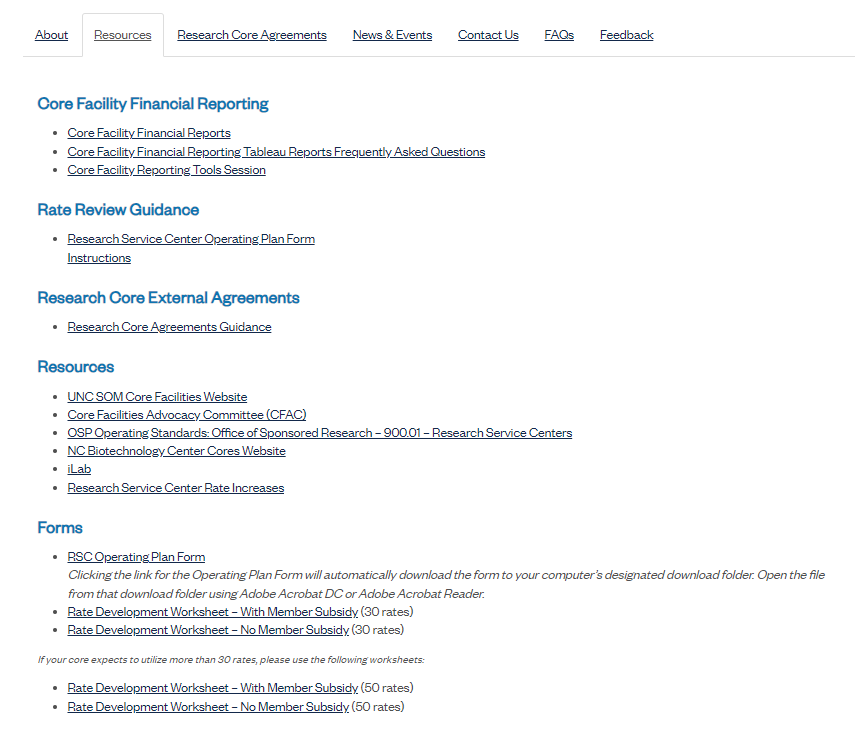 About Resources Research Core Agreements News & Events Contact Us FAQs Feedback
Core Facility Financial Reporting
Core Facility Financial Reports
Core Facility Financial Reporting Tableau Reports Frequently Asked Questions
Core Facility Reporting Tools Session
Rate Review Guidance
Research Service Center Operating Plan Form
Instructions
Research Core External Agreements
Research Core Agreements Guidance
Resources
UNC SOM Core Facilities Website
Core Facilities Advocacy Committee (CFAC)
OSP Operating Standards: Office of Sponsored Research – 900.01 – Research Service Centers
NC Biotechnology Center Cores Website
iLab
Research Service Center Rate Increases
Forms
RSC Operating Plan Form
Clicking the link for the Operating Plan Form will automatically download the form to your computer's designated download folder. Open the file
from that download folder using Adobe Acrobat DC or Adobe Acrobat Reader.
Rate Development Worksheet – With Member Subsidy (30 rates)
Rate Development Worksheet – No Member Subsidy (30 rates)
If your core expects to utilize more than 30 rates, please use the following worksheets:
Rate Development Worksheet – With Member Subsidy (50 rates)
Rate Development Worksheet – No Member Subsidy (50 rates)